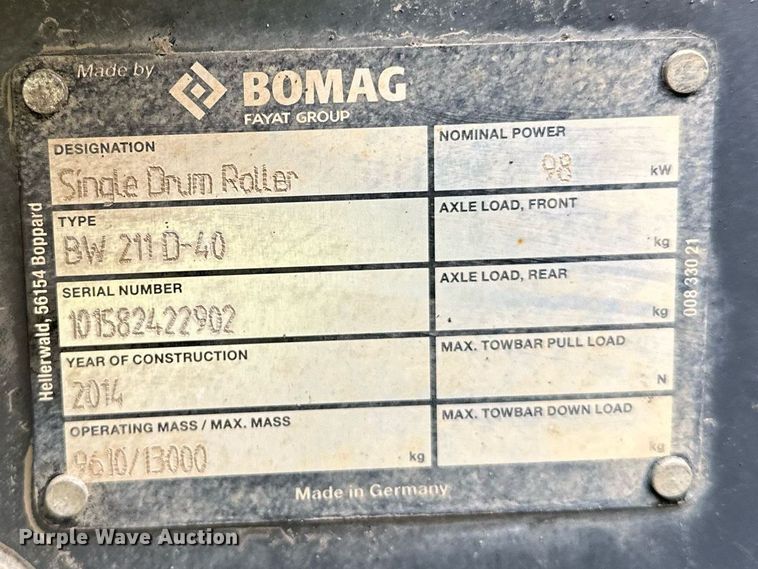 Made by BOMAG
FAYAT GROUP
DESIGNATION
Single Drum Roller
NOMINAL POWER
98 kW
TYPE
BW 211 D-40
AXLE LOAD, FRONT
kg
SERIAL NUMBER
101582422902
AXLE LOAD, REAR
kg
YEAR OF CONSTRUCTION
2014
MAX. TOWBAR PULL LOAD
N
OPERATING MASS / MAX. MASS
9610/13000 kg
MAX. TOWBAR DOWN LOAD
kg
Made in Germany
Hellerwald, 56154 Boppard
008 330 21
Purple Wave Auction